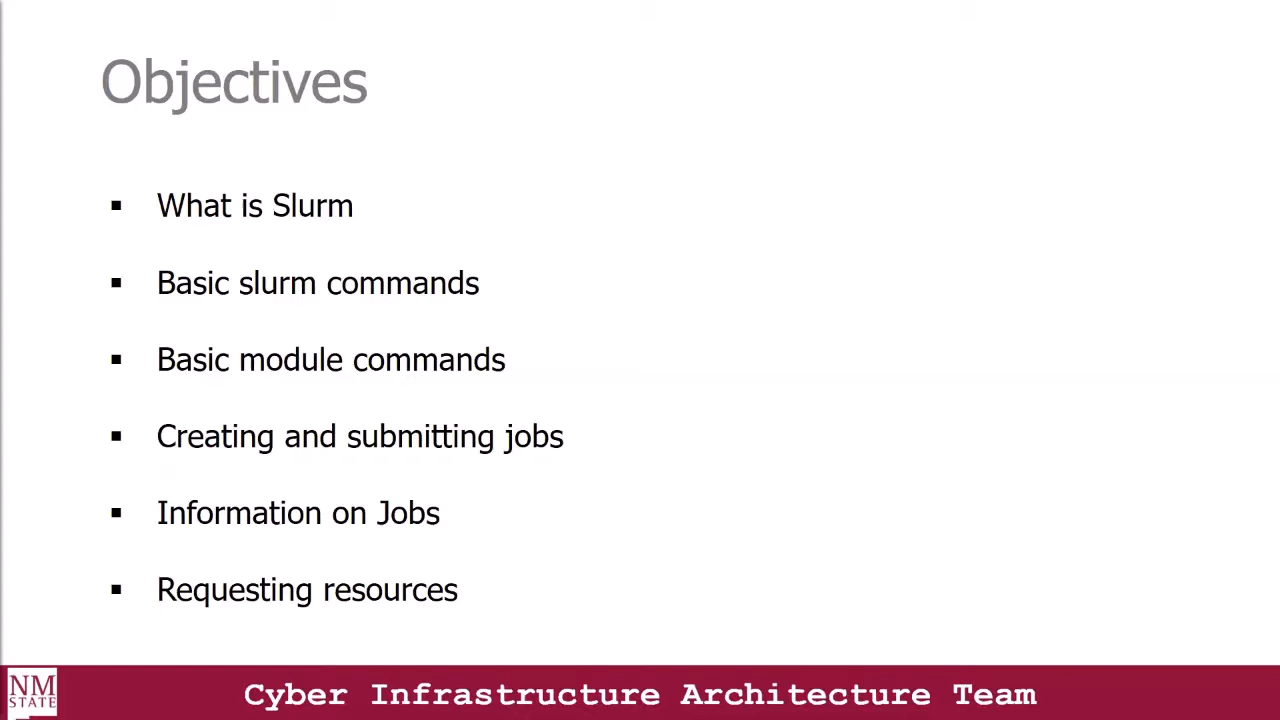 Objectives
▪ What is Slurm
▪ Basic slurm commands
▪ Basic module commands
▪ Creating and submitting jobs
▪ Information on Jobs
▪ Requesting resources
NM
STATE
Cyber Infrastructure Architecture Team